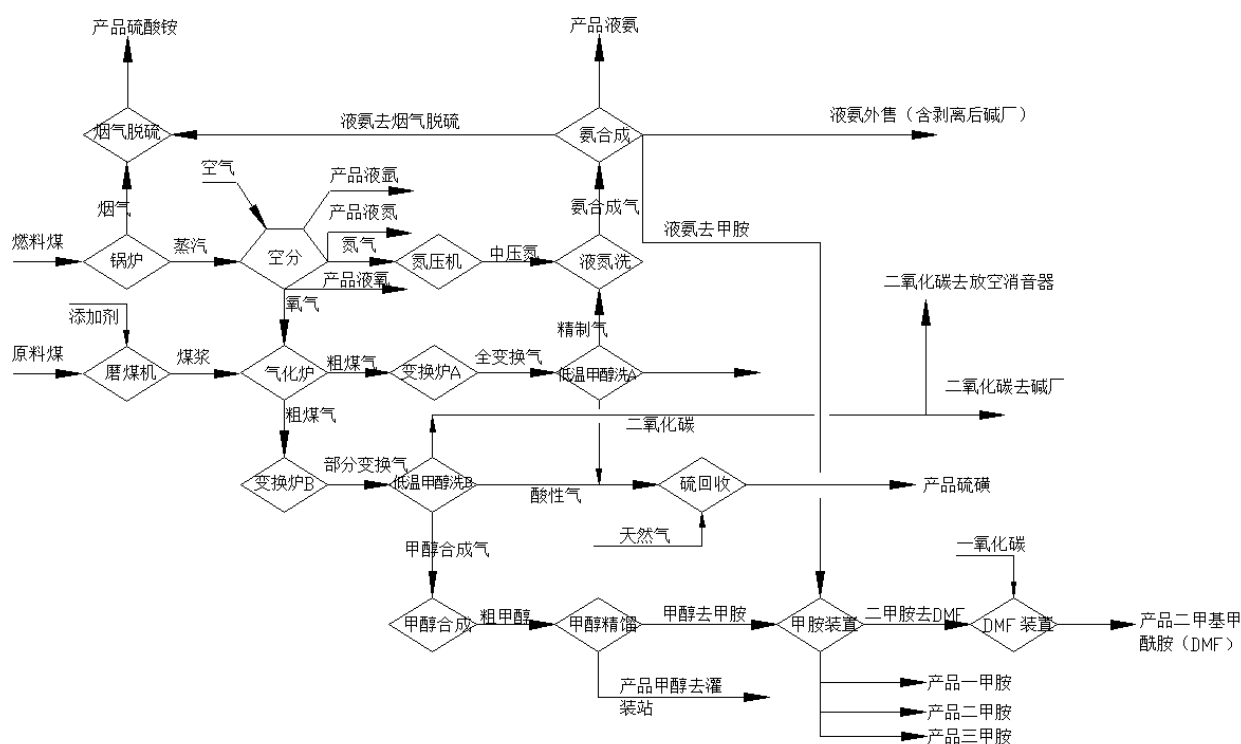 产品硫酸铵
产品液氨
烟气脱硫
液氨去烟气脱硫
氨合成
液氨外售（含剥离后碱厂）
空气
产品液氩
烟气
产品液氮
氨合成气
液氨去甲胺
燃料煤
锅炉
蒸汽
空分
氮气
氮压机
中压氮
液氮洗
产品液氧
二氧化碳去放空消音器
氧气
添加剂
精制气
原料煤
磨煤机
煤浆
气化炉
粗煤气
变换炉A
全变换气
低温甲醇洗A
二氧化碳去碱厂
粗煤气
二氧化碳
变换炉B
部分变换气
低温甲醇洗B
酸性气
硫回收
产品硫磺
天然气
甲醇合成气
一氧化碳
甲醇合成
粗甲醇
甲醇精馏
甲醇去甲胺
甲胺装置
二甲胺去DMF
DMF 装置
产品二甲基甲
酰胺（DMF）
产品甲醇去灌
装站
产品一甲胺
产品二甲胺
产品三甲胺